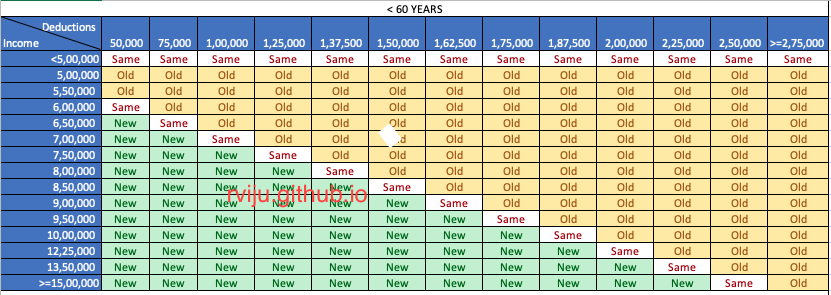 < 60 YEARS
Deductions
Income 50,000 75,000 1,00,000 1,25,000 1,37,500 1,50,000 1,62,500 1,75,000 1,87,500 2,00,000 2,25,000 2,50,000 >=2,75,000
<5,00,000 Same Same Same Same Same Same Same Same Same Same Same Same Same
5,00,000 Old Old Old Old Old Old Old Old Old Old Old Old Old
5,50,000 Old Old Old Old Old Old Old Old Old Old Old Old Old
6,00,000 Same Old Old Old Old Old Old Old Old Old Old Old Old
6,50,000 New Same Old Old Old Old Old Old Old Old Old Old Old
7,00,000 New New Same Old Old Old Old Old Old Old Old Old
7,50,000 New New New Same Old Old Old Old Old Old Old Old Old
8,00,000 New New New New Same Old Old Old Old Old Old Old Old
8,50,000 New New New New New Same Old Old Old Old Old Old Old
rviju.github.io
9,00,000 New New New New New New Same Old Old Old Old Old Old
9,50,000 New New New New New New New Same Old Old Old Old Old
10,00,000 New New New New New New New New Same Old Old Old Old
12,25,000 New New New New New New New New New Same Old Old Old
13,50,000 New New New New New New New New New New Same Old Old
>=15,00,000 New New New New New New New New New New New Same Old